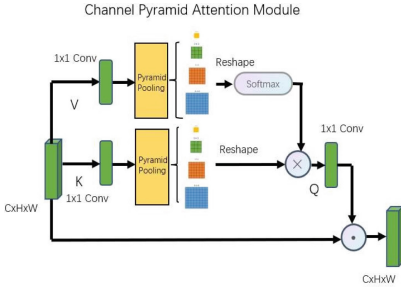 Channel Pyramid Attention Module
1x1 Conv
V
Pyramid
Pooling
Reshape
Softmax
K
1x1 Conv
Pyramid
Pooling
Reshape
1x1 Conv
Q
CxHxW
CxHxW